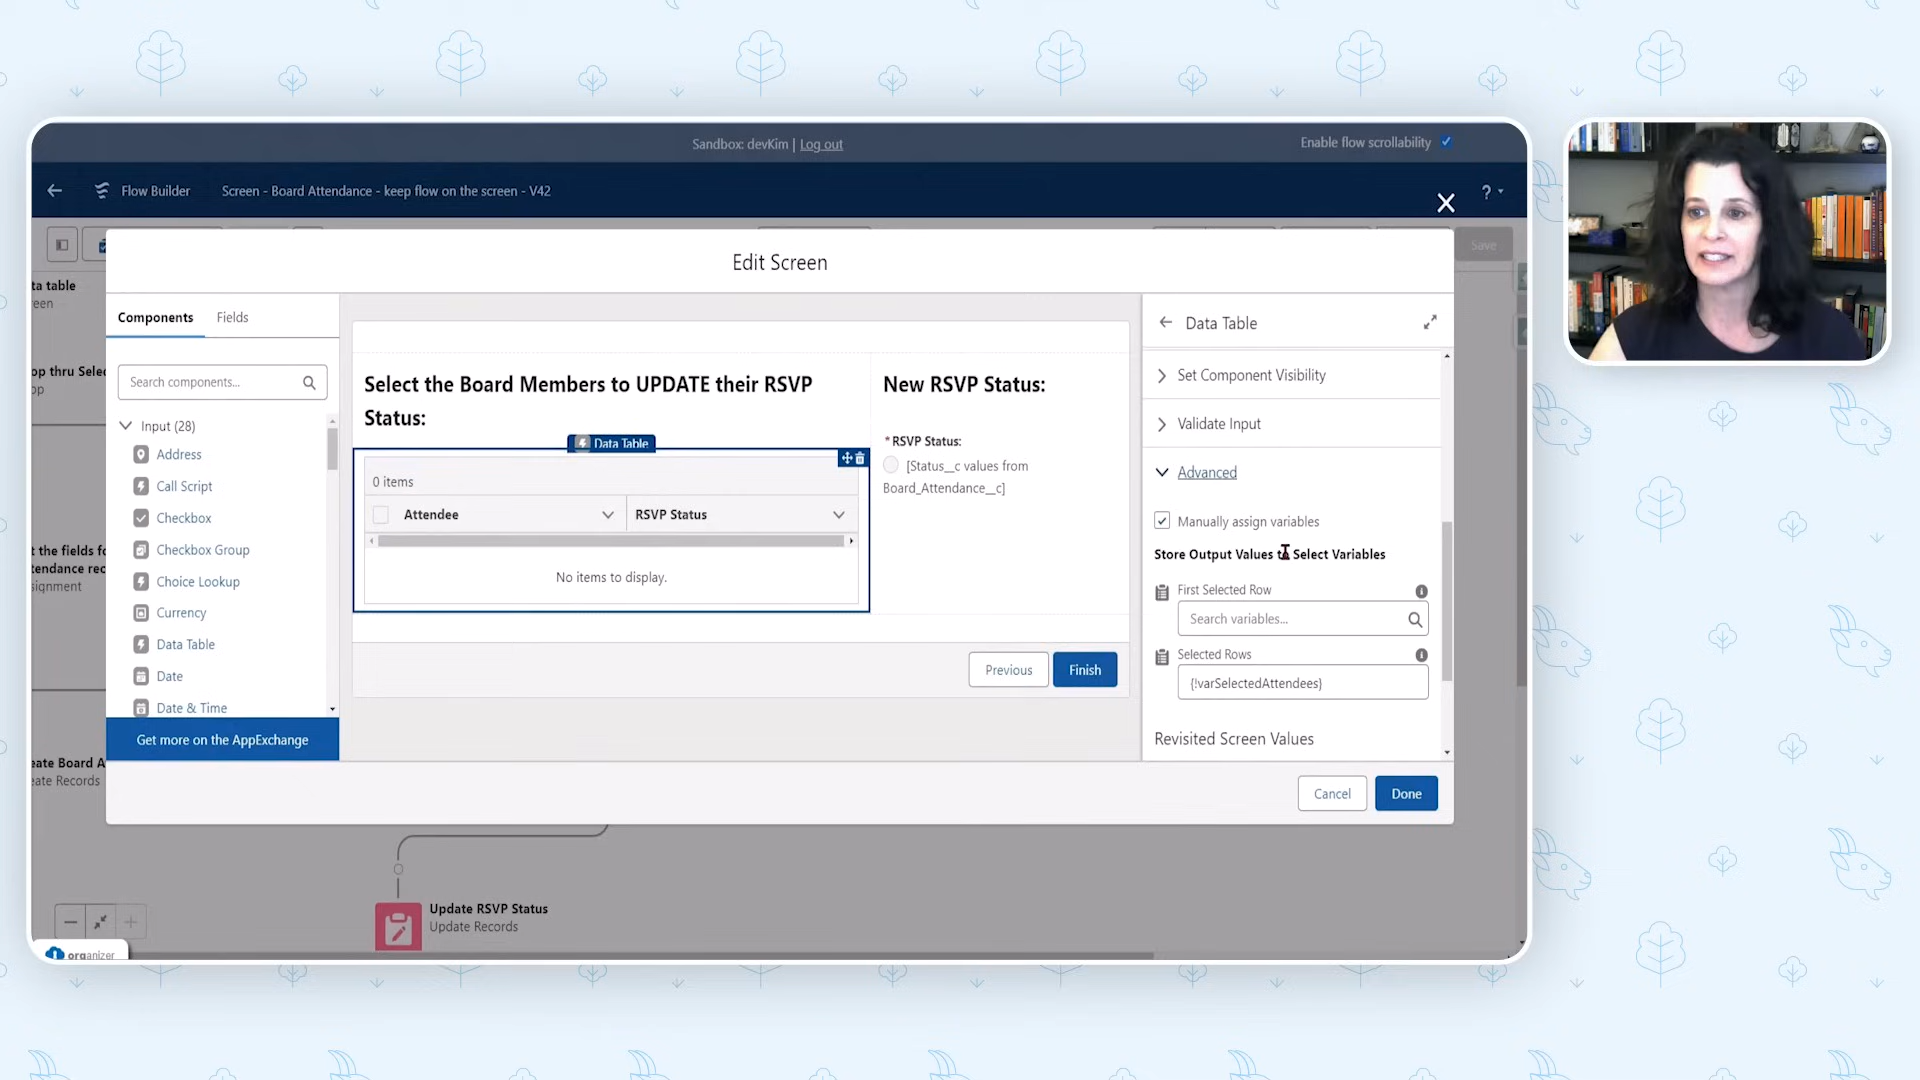 Sandbox: devKim | Log out
Enable flow scrollability
Flow Builder
Screen - Board Attendance - keep flow on the screen - V42
?
Save
Edit Screen
ta table
een
op thru Selec
op
t the fields fo
tendance rec
signment
eate Board A
eate Records
Components
Fields
Search components...
Input (28)
Address
Call Script
Checkbox
Checkbox Group
Choice Lookup
Currency
Data Table
Date
Date & Time
Get more on the AppExchange
Select the Board Members to UPDATE their RSVP
Status:
Data Table
0 items
Attendee
RSVP Status
No items to display.
New RSVP Status:
*RSVP Status:
[Status__c values from
Board_Attendance__c]
Previous
Finish
Data Table
Set Component Visibility
Validate Input
Advanced
Manually assign variables
Store Output Values to Select Variables
First Selected Row
Search variables...
Selected Rows
{!varSelectedAttendees}
Revisited Screen Values
Cancel
Done
Update RSVP Status
Update Records
organizer